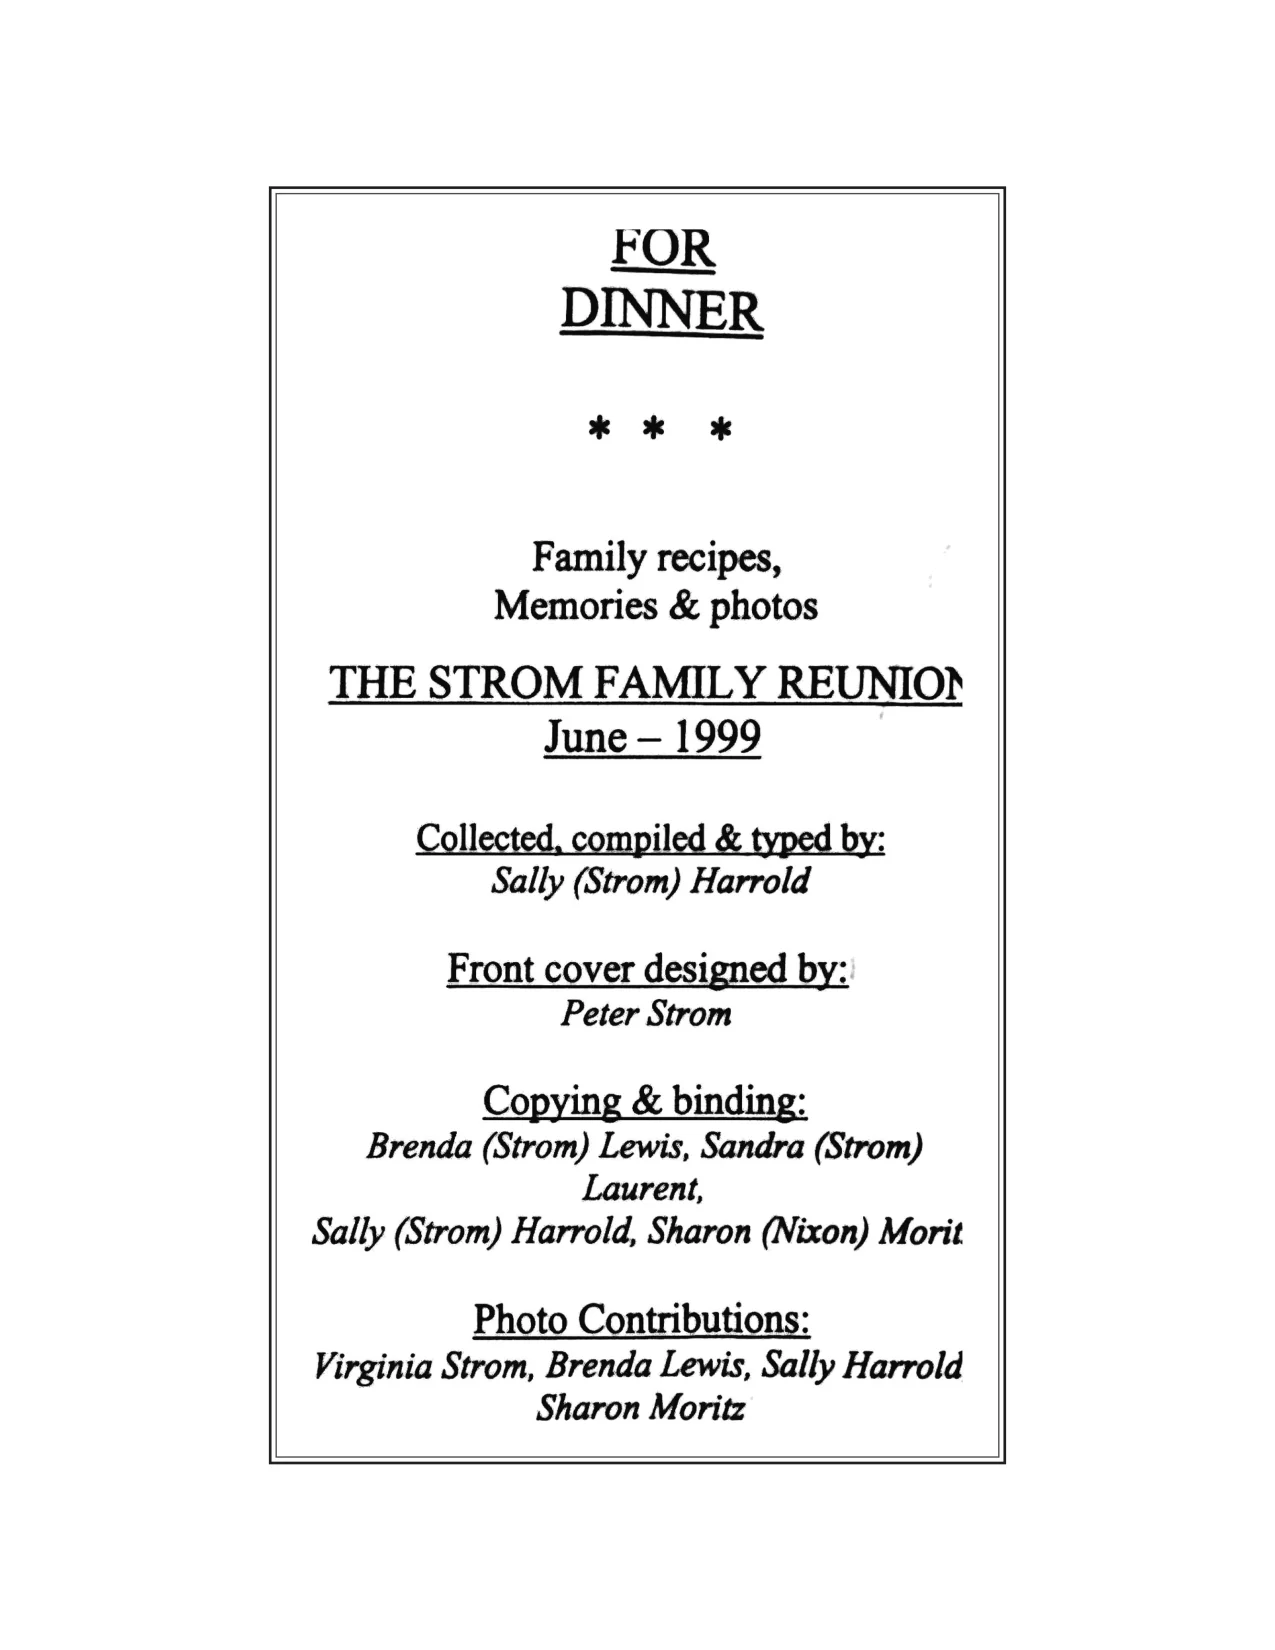 FOR
DINNER
* * *
Family recipes,
Memories & photos
THE STROM FAMILY REUNION
June – 1999
Collected, compiled & typed by:
Sally (Strom) Harrold
Front cover designed by:
Peter Strom
Copying & binding:
Brenda (Strom) Lewis, Sandra (Strom)
Laurent,
Sally (Strom) Harrold, Sharon (Nixon) Morit
Photo Contributions:
Virginia Strom, Brenda Lewis, Sally Harrold
Sharon Moritz